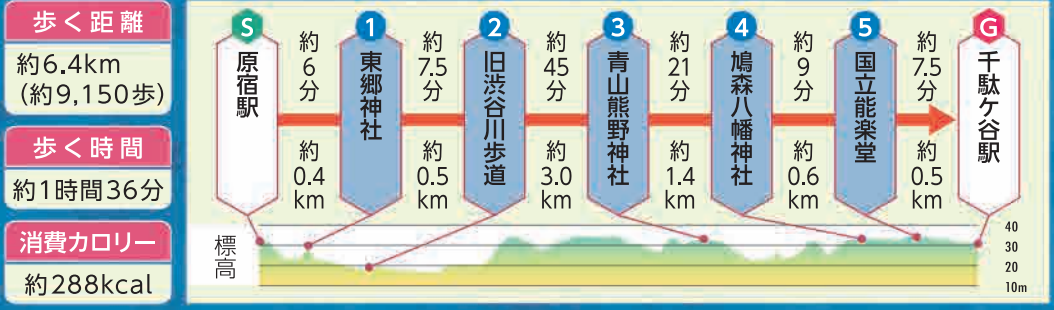 歩く距離
約6.4km
(約9,150歩)
歩く時間
約1時間36分
消費カロリー
約288kcal
S
原宿駅
約
6
分
約
0.4
km
1
東郷神社
約
7.5
分
約
0.5
km
2
旧渋谷川歩道
約
45
分
約
3.0
km
3
青山熊野神社
約
21
分
約
1.4
km
4
鳩森八幡神社
約
9
分
約
0.6
km
5
国立能楽堂
約
7.5
分
約
0.5
km
G
千駄ケ谷駅
標高
40
30
20
10m